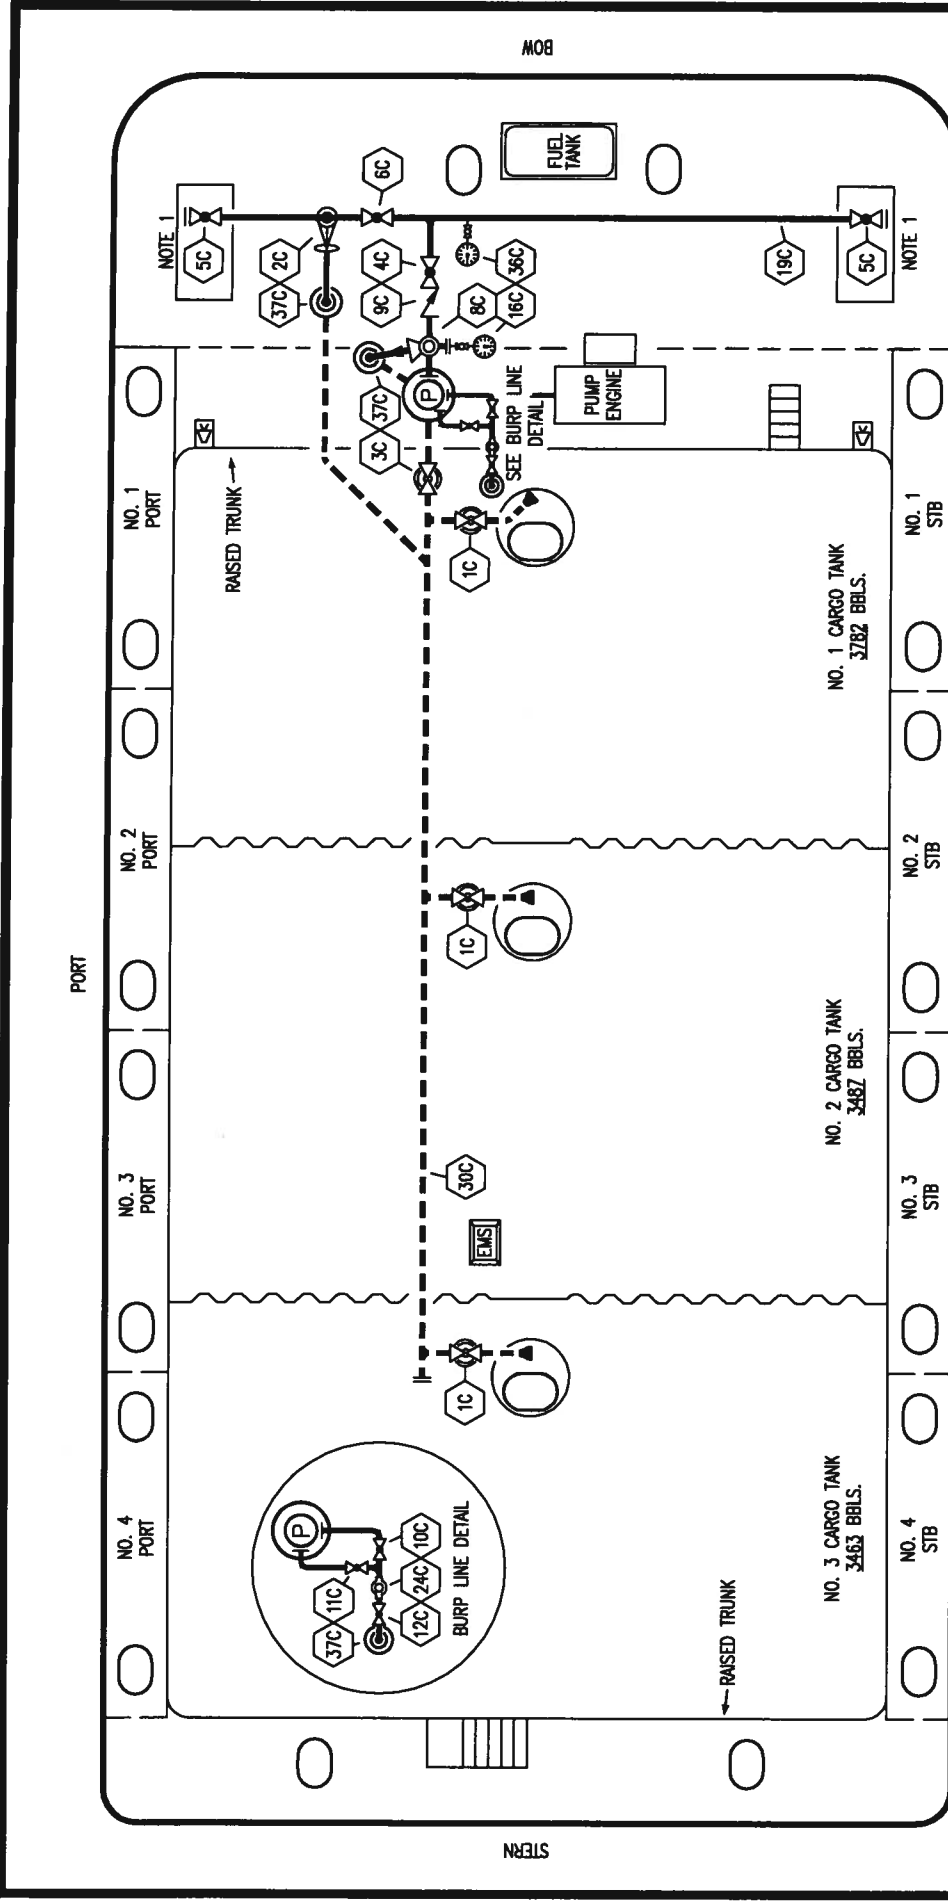 BOW
PORT
STERN
NOTE 1
5C
2C
37C
6C
4C
9C
8C
16C
36C
19C
5C
NOTE 1
FUEL
TANK
37C
3C
SEE BURP LINE
DETAIL
PUMP
ENGINE
P
1C
RAISED TRUNK
NO. 1
PORT
NO. 1
STB
NO. 1 CARGO TANK
3782 BBLS.
NO. 2
PORT
NO. 2
STB
1C
NO. 2 CARGO TANK
3487 BBLS.
30C
EMS
NO. 3
PORT
NO. 3
STB
1C
NO. 3 CARGO TANK
3463 BBLS.
NO. 4
PORT
NO. 4
STB
P
11C
37C
10C
24C
12C
BURP LINE DETAIL
RAISED TRUNK